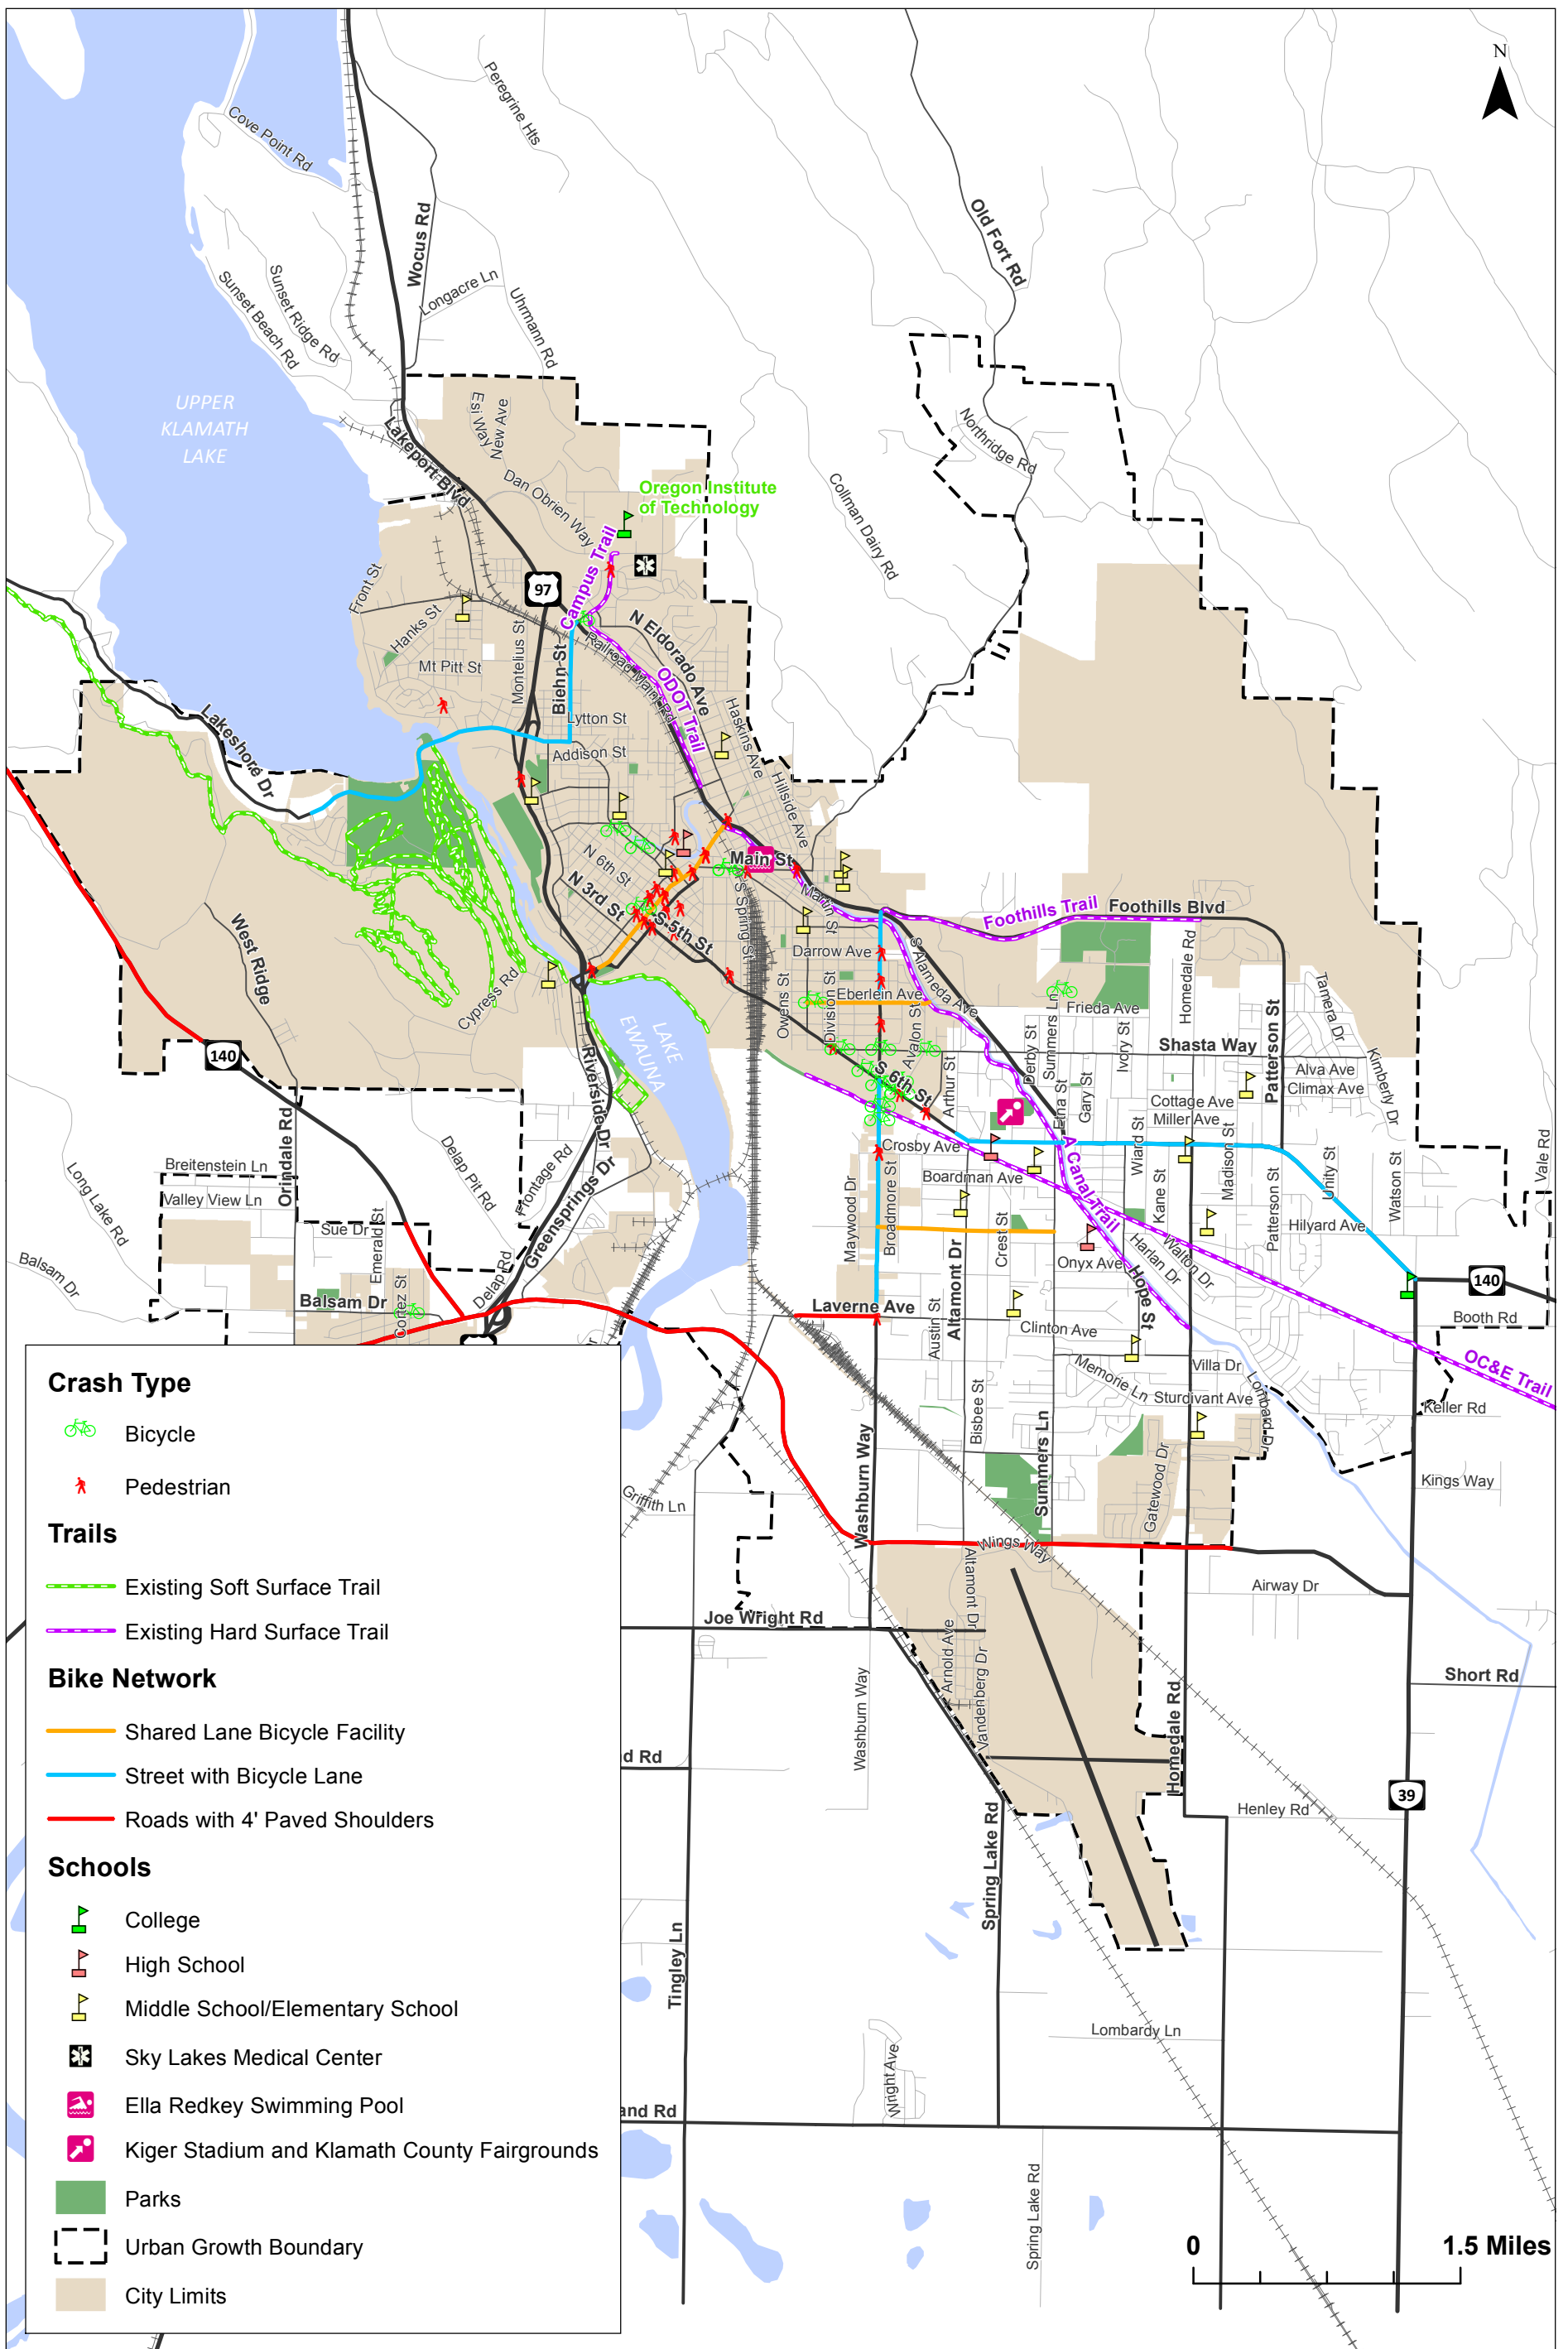 N
Peregrine Hts
Cove Point Rd
Wocus Rd
Old Fort Rd
Longacre Ln
Sunset Ridge Rd
Sunset Beach Rd
Uhrmann Rd
UPPER
KLAMATH
LAKE
Esi Way
New Ave
Lakeport Blvd
Northridge Rd
Dan Obrien Way
Oregon Institute
of Technology
Collman Dairy Rd
Campus Trail
97
Front St
Hanks St
Montelius St
Biehn St
N Eldorado Ave
Railroad Maint Rd
ODOT Trail
Mt Pitt St
Lakeshore Dr
Lytton St
Addison St
Haskins Ave
Hillside Ave
N 6th St
Main St
N 3rd St
S 5th St
S Spring St
Martin St
Foothills Trail
Foothills Blvd
West Ridge
Darrow Ave
S Alameda Ave
Homedale Rd
Cypress Rd
LAKE
EWAUNA
Owens St
Division St
Eberlein Ave
Avalon St
Summers Ln
Frieda Ave
Tamera Dr
Patterson St
140
Riverside Dr
S 6th St
Arthur St
Derby St
Etna St
Gary St
Ivory St
Shasta Way
Alva Ave
Climax Ave
Kimberly Dr
Cottage Ave
Miller Ave
Orindale Rd
Delap Pit Rd
Frontage Rd
Greensprings Dr
Crosby Ave
Boardman Ave
A Canal Trail
Wiard St
Kane St
Madison St
Patterson St
Unity St
Watson St
Vale Rd
Breitenstein Ln
Valley View Ln
Long Lake Rd
Sue Dr
Emerald St
Maywood Dr
Broadmore St
Crest St
Hilyard Ave
Harlan Dr
Walton Dr
Onyx Ave
Hope St
Balsam Dr
Balsam Dr
Cortez St
Delap Rd
Altamont Dr
140
Laverne Ave
Austin St
Clinton Ave
Booth Rd
OC&E Trail
Villa Dr
Memorie Ln
Sturdivant Ave
Lombard Dr
Keller Rd
Bisbee St
Summers Ln
Gatewood Dr
Kings Way
Griffith Ln
Washburn Way
Wings Way
Airway Dr
Altamont Dr
Joe Wright Rd
Arnold Ave
Vandenberg Dr
Washburn Way
Homedale Rd
Short Rd
d Rd
39
Henley Rd
Spring Lake Rd
Tingley Ln
Lombardy Ln
Wright Ave
and Rd
Spring Lake Rd
0
1.5 Miles
Crash Type
Bicycle
Pedestrian
Trails
Existing Soft Surface Trail
Existing Hard Surface Trail
Bike Network
Shared Lane Bicycle Facility
Street with Bicycle Lane
Roads with 4' Paved Shoulders
Schools
College
High School
Middle School/Elementary School
Sky Lakes Medical Center
Ella Redkey Swimming Pool
Kiger Stadium and Klamath County Fairgrounds
Parks
Urban Growth Boundary
City Limits